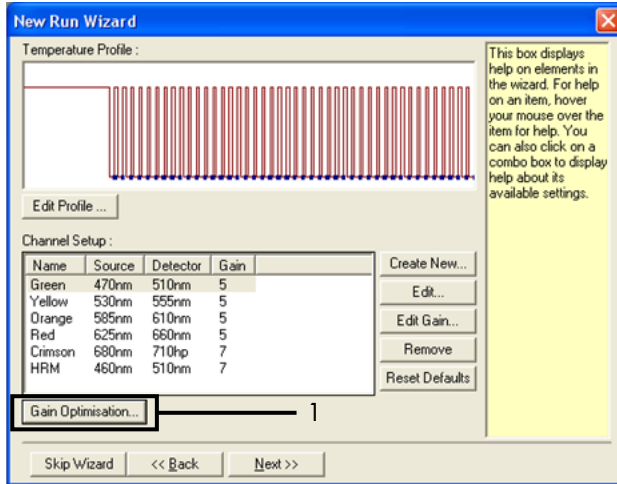 New Run Wizard
Temperature Profile :
This box displays
help on elements in
the wizard. For help
on an item, hover
your mouse over the
item for help. You
can also click on a
combo box to display
help about its
available settings.
Edit Profile ...
Channel Setup :
Name Source Detector Gain
Green 470nm 510nm 5
Yellow 530nm 555nm 5
Orange 585nm 610nm 5
Red 625nm 660nm 5
Crimson 680nm 710hp 7
HRM 460nm 510nm 7
Create New...
Edit...
Edit Gain...
Remove
Reset Defaults
Gain Optimisation...
1
Skip Wizard
<< Back
Next >>